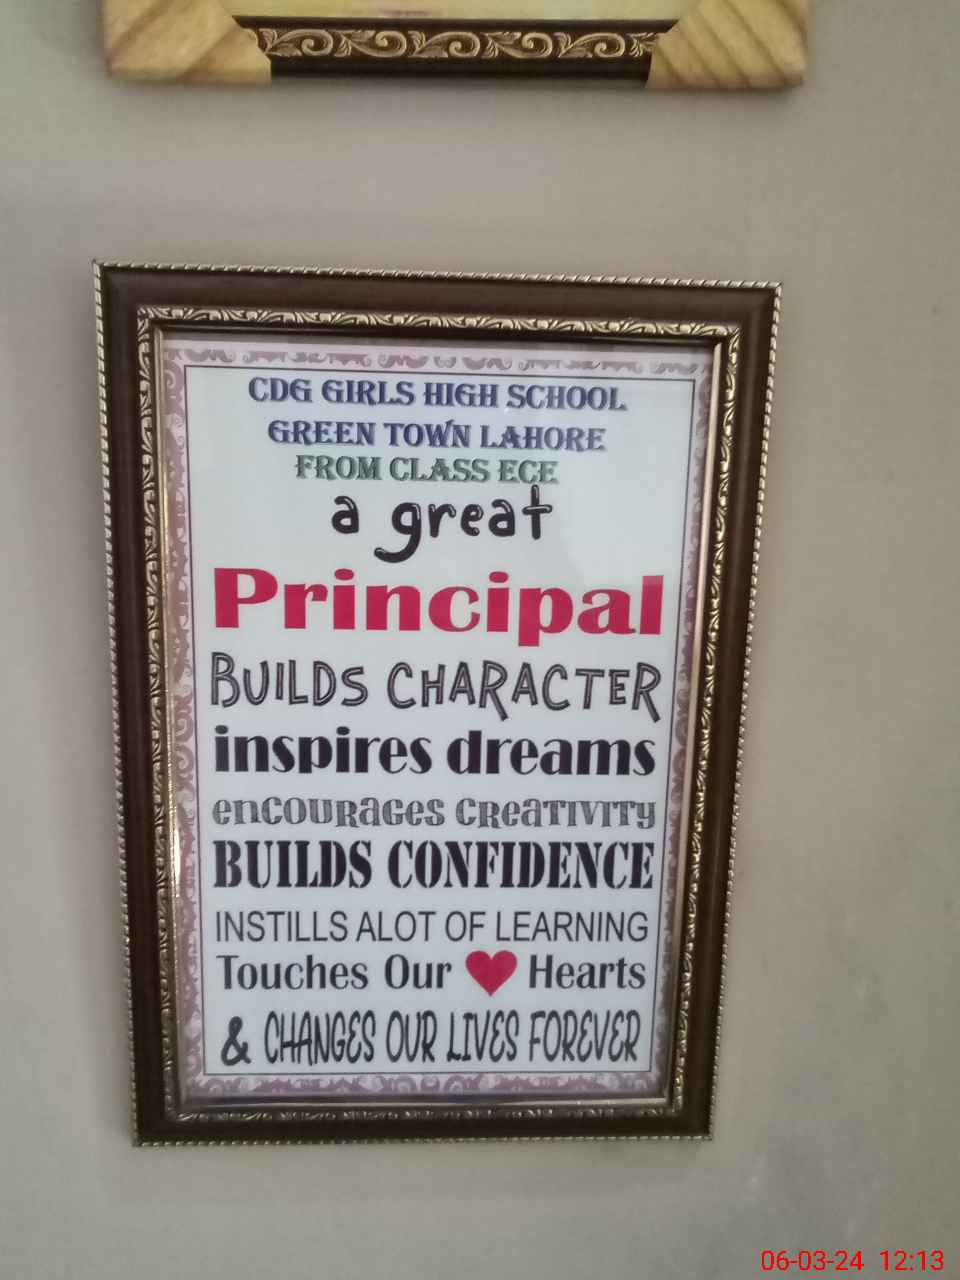 CDG GIRLS HIGH SCHOOL
GREEN TOWN LAHORE
FROM CLASS ECE
a great
Principal
BUILDS CHARACTER
inspires dreams
encourages creativity
BUILDS CONFIDENCE
INSTILLS ALOT OF LEARNING
Touches Our Hearts
& CHANGES OUR LIVES FOREVER
06-03-24 12:13